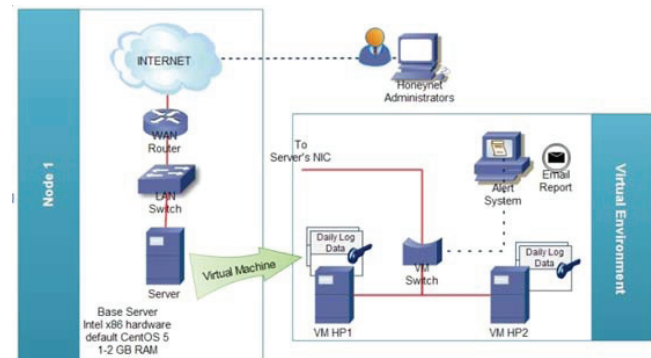 Node 1
INTERNET
WAN
Router
LAN
Switch
Server
Base Server
Intel x86 hardware
default CentOS 5
1-2 GB RAM
Virtual Machine
Honeynet
Administrators
To
Server's NIC
Alert
System
Email
Report
Daily Log
Data
VM
Switch
Daily Log
Data
VM HP1
VM HP2
Virtual Environment